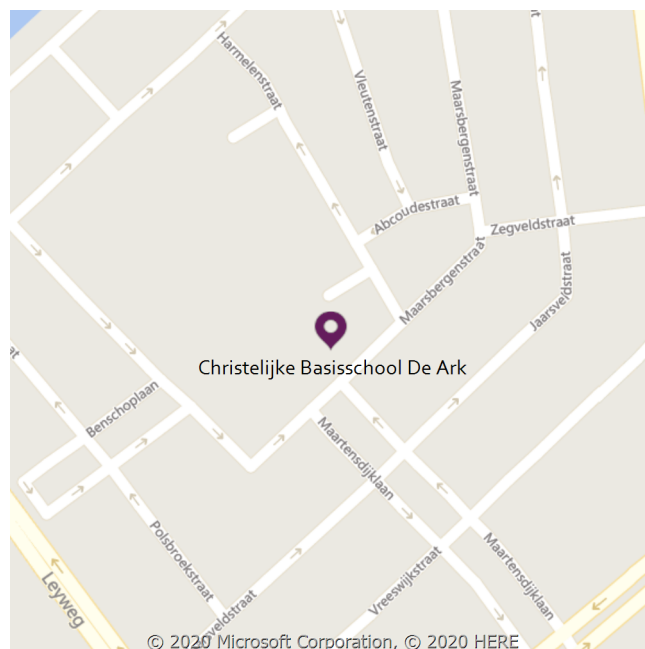 Harmelenstraat
Vleutenstraat
Maarsbergenstraat
Abcoudestraat
Zegveldstraat
Maarsbergenstraat
Jaarsveldstraat
Christelijke Basisschool De Ark
Benschoplaan
Maartensdijklaan
Polsbroekstraat
Vreeswijkstraat
Maartensdijklaan
Leyweg
© 2020 Microsoft Corporation, © 2020 HERE